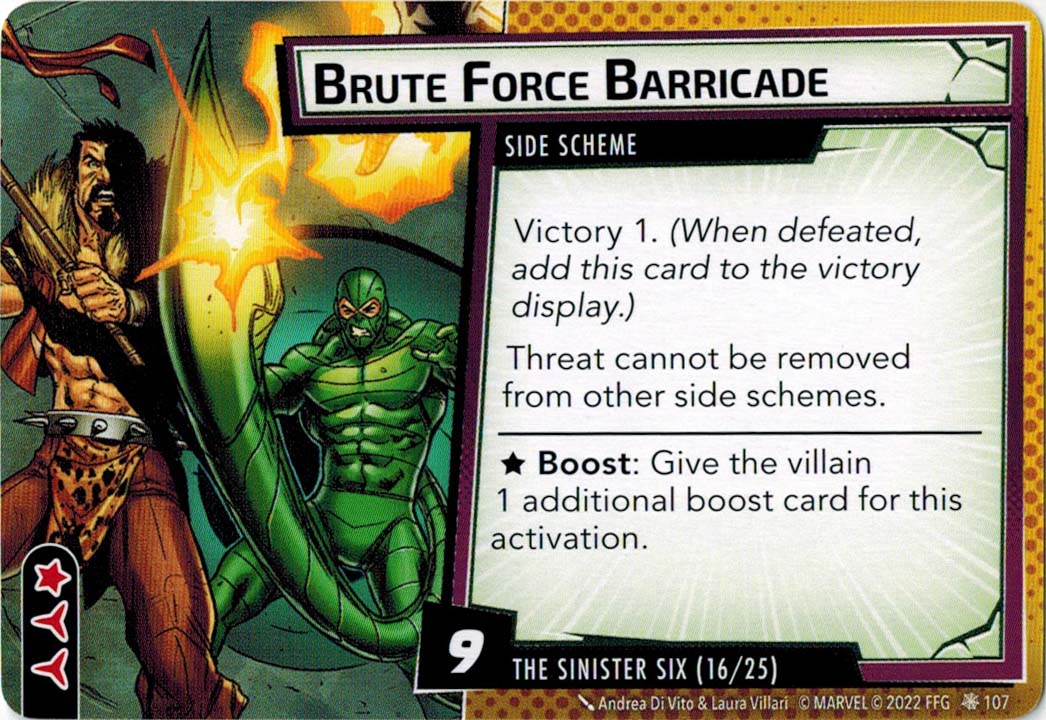 BRUTE FORCE BARRICADE
SIDE SCHEME
Victory 1. (When defeated,
add this card to the victory
display.)
Threat cannot be removed
from other side schemes.
★ Boost: Give the villain
1 additional boost card for this
activation.
9
THE SINISTER SIX (16/25)
Andrea Di Vito & Laura Villari © MARVEL © 2022 FFG 107